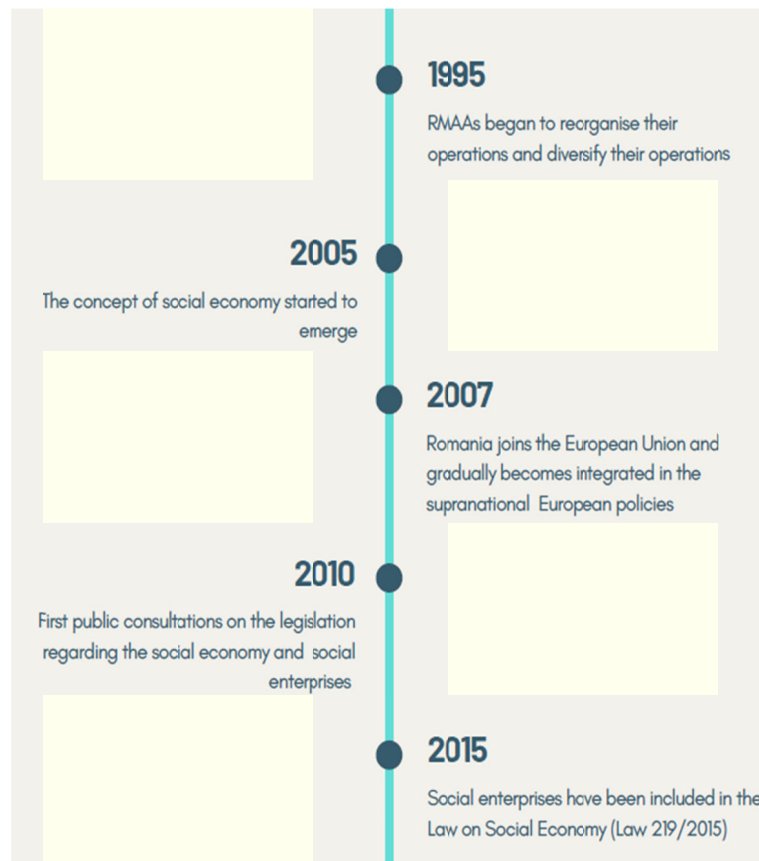 1995
RMAAs began to reorganise their
operations and diversify their operations
2005
The concept of social economy started to
emerge
2007
Romania joins the European Union and
gradually becomes integrated in the
supranational European policies
2010
First public consultations on the legislation
regarding the social economy and social
enterprises
2015
Social enterprises have been included in the
Law on Social Economy (Law 219/2015)